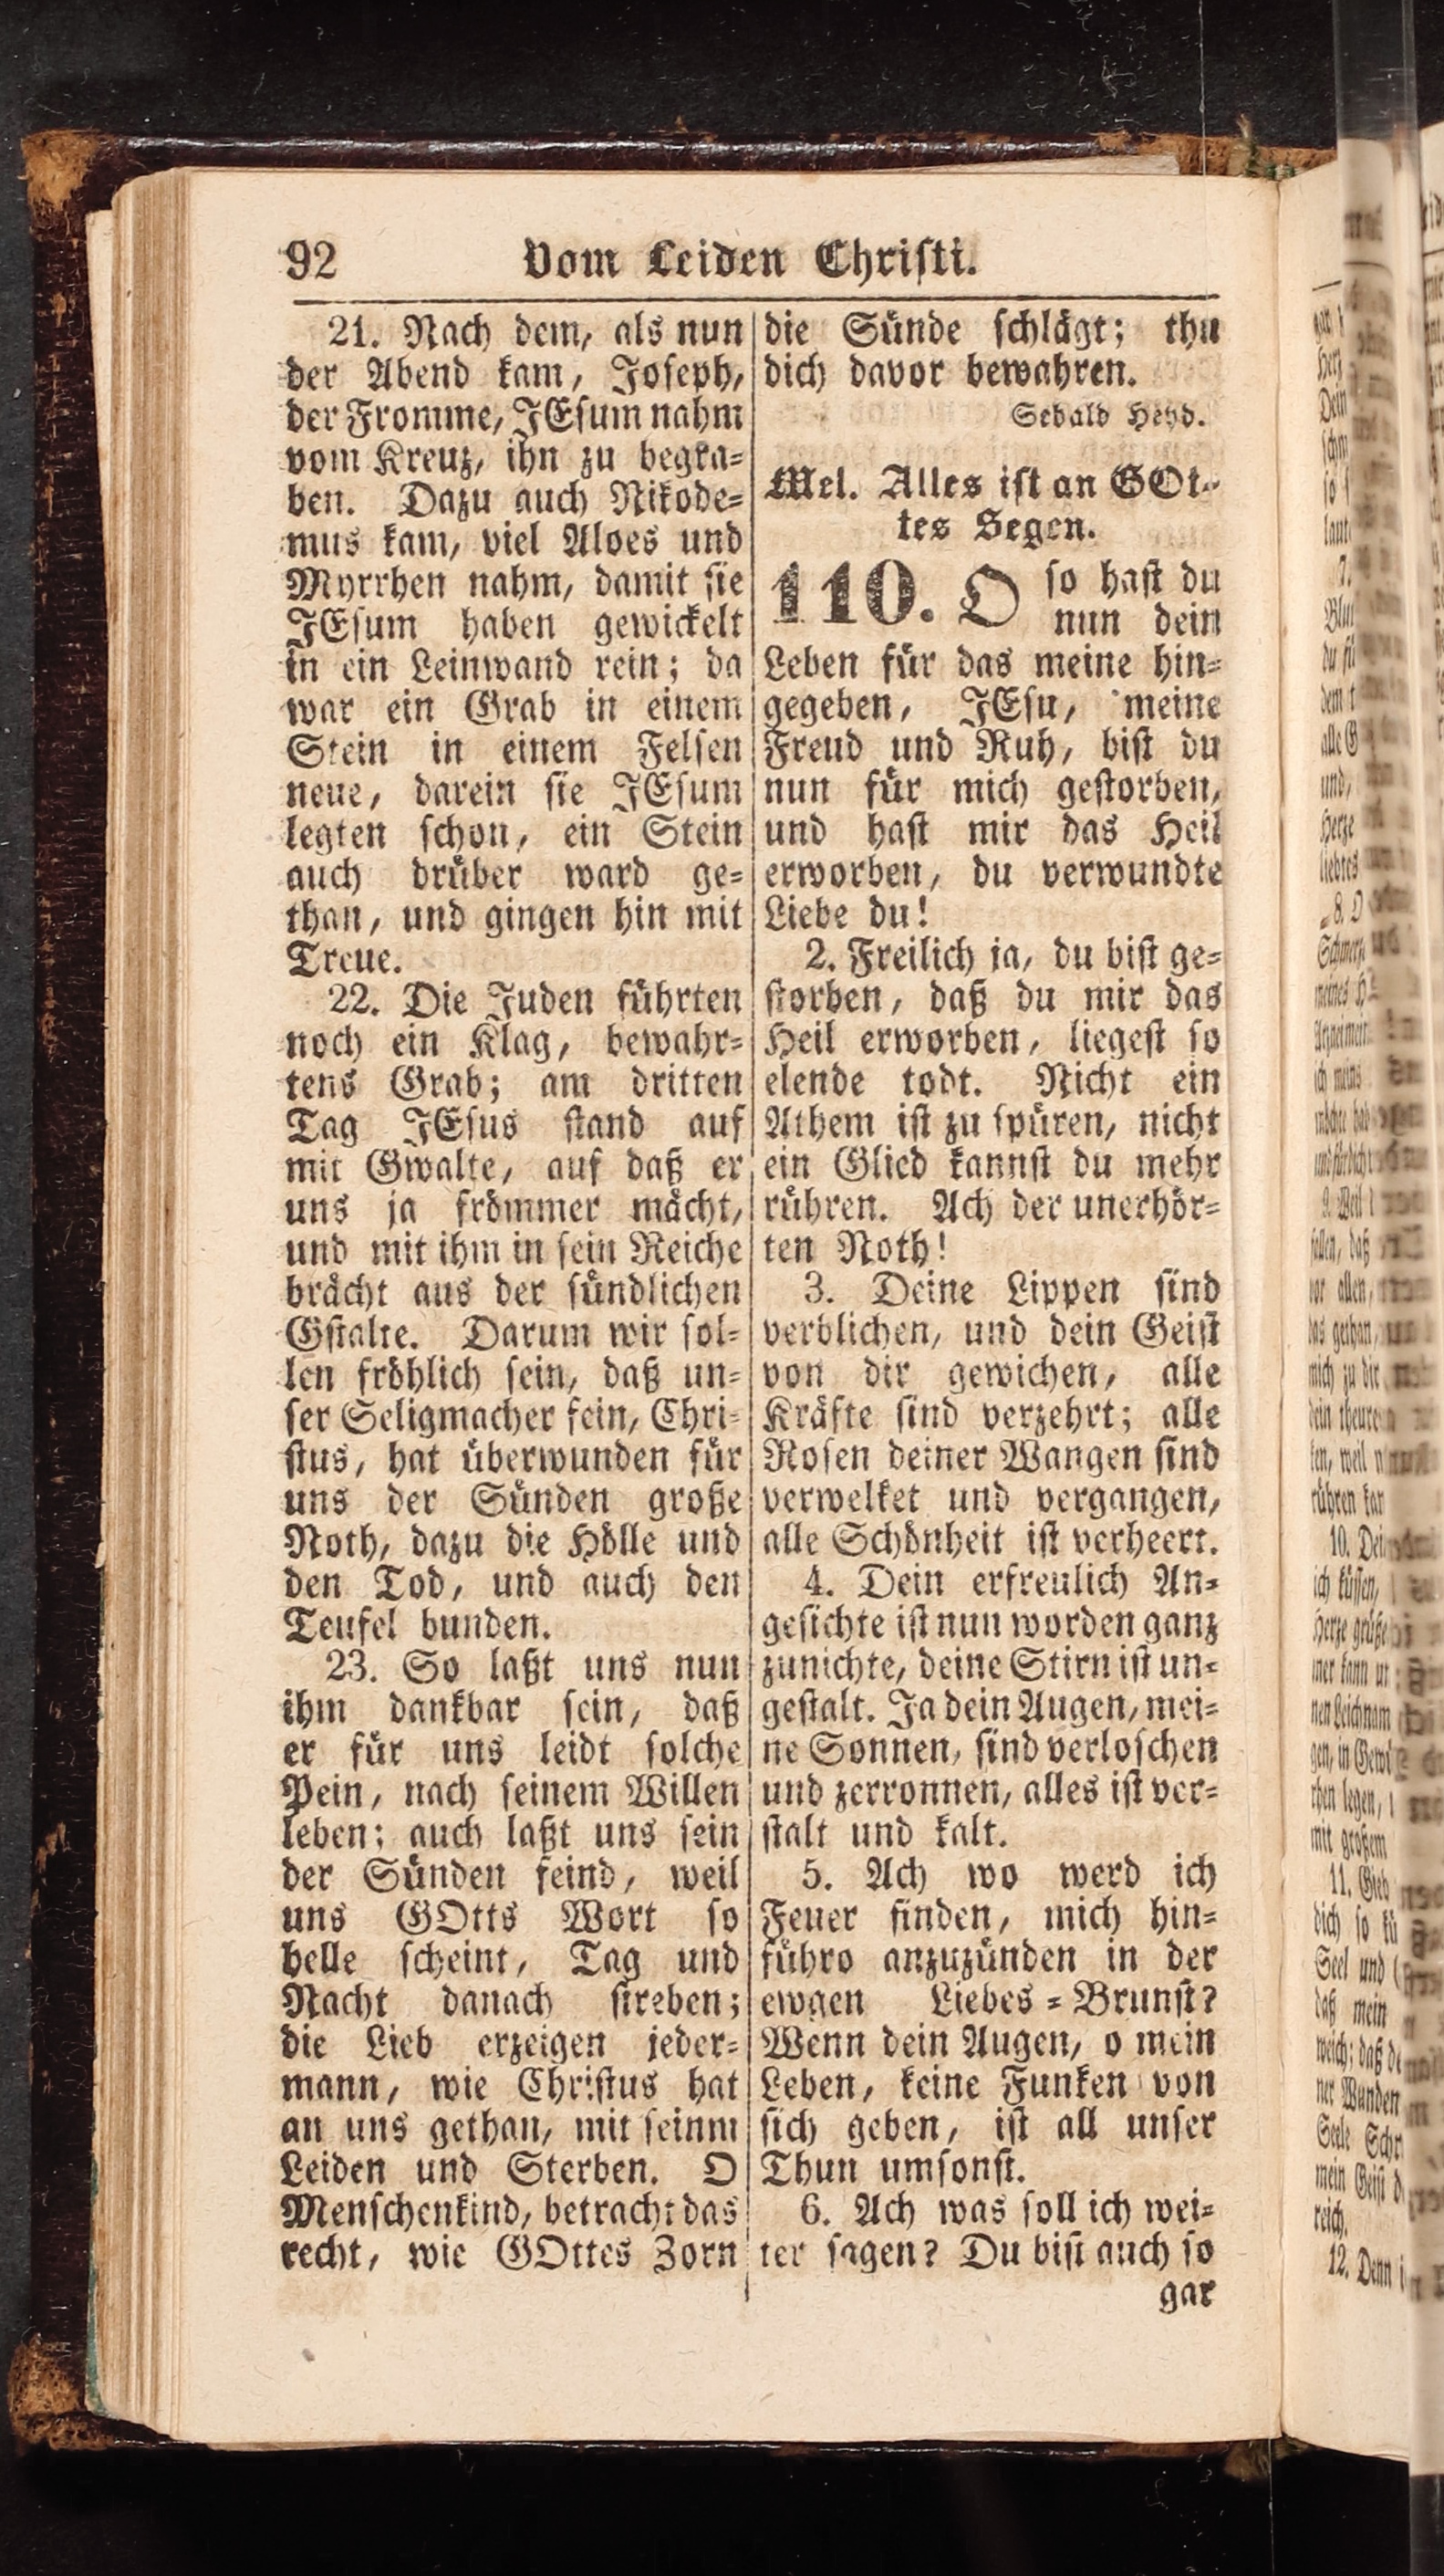 92 Vom Leiden Christi.
21. Nach dem, als nun
der Abend kam, Joseph,
der Fromme, JEsum nahm
vom Kreuz, ihn zu begra-
ben. Dazu auch Nikode-
mus kam, viel Aloes und
Myrrhen nahm, damit sie
JEsum haben gewickelt
in ein Leinwand rein; da
war ein Grab in einem
Stein in einem Felsen
neue, darein sie JEsum
legten schon, ein Stein
auch drüber ward ge-
than, und gingen hin mit
Treue.
22. Die Juden führten
noch ein Klag, bewahr-
tens Grab; am dritten
Tag JEsus stand auf
mit Gwalte, auf daß er
uns ja frömmer mächt,
und mit ihm in sein Reiche
brächt aus der sündlichen
Gstalte. Darum wir sol-
len fröhlich sein, daß un-
ser Seligmacher fein, Chri-
stus, hat überwunden für
uns der Sünden große
Noth, dazu die Hölle und
den Tod, und auch den
Teufel bunden.
23. So laßt uns nun
ihm dankbar sein, daß
er für uns leidt solche
Pein, nach seinem Willen
leben; auch laßt uns sein
der Sünden feind, weil
uns GOtts Wort so
helle scheint, Tag und
Nacht danach streben;
die Lieb erzeigen jeder-
mann, wie Christus hat
an uns gethan, mit seinm
Leiden und Sterben. O
Menschenkind, betracht das
recht, wie GOttes Zorn
die Sünde schlägt; thu
dich davor bewahren.
Sebald Heyd.
Mel. Alles ist an GOt-
tes Segen.
110. O so hast du
nun dein
Leben für das meine hin-
gegeben, JEsu, meine
Freud und Ruh, bist du
nun für mich gestorben,
und hast mir das Heil
erworben, du verwundte
Liebe du!
2. Freilich ja, du bist ge-
storben, daß du mir das
Heil erworben, liegest so
elende todt. Nicht ein
Athem ist zu spüren, nicht
ein Glied kannst du mehr
rühren. Ach der unerhör-
ten Noth!
3. Deine Lippen sind
verblichen, und dein Geist
von dir gewichen, alle
Kräfte sind verzehrt; alle
Rosen deiner Wangen sind
verwelket und vergangen,
alle Schönheit ist verheert.
4. Dein erfreulich An-
gesichte ist nun worden ganz
zunichte, deine Stirn ist un-
gestalt. Ja dein Augen, mei-
ne Sonnen, sind verloschen
und zerronnen, alles ist ver-
stalt und kalt.
5. Ach wo werd ich
Feuer finden, mich hin-
führo anzuzünden in der
ewgen Liebes-Brunst?
Wenn dein Augen, o mein
Leben, keine Funken von
sich geben, ist all unser
Thun umsonst.
6. Ach was soll ich wei-
ter sagen? Du bist auch so
gar